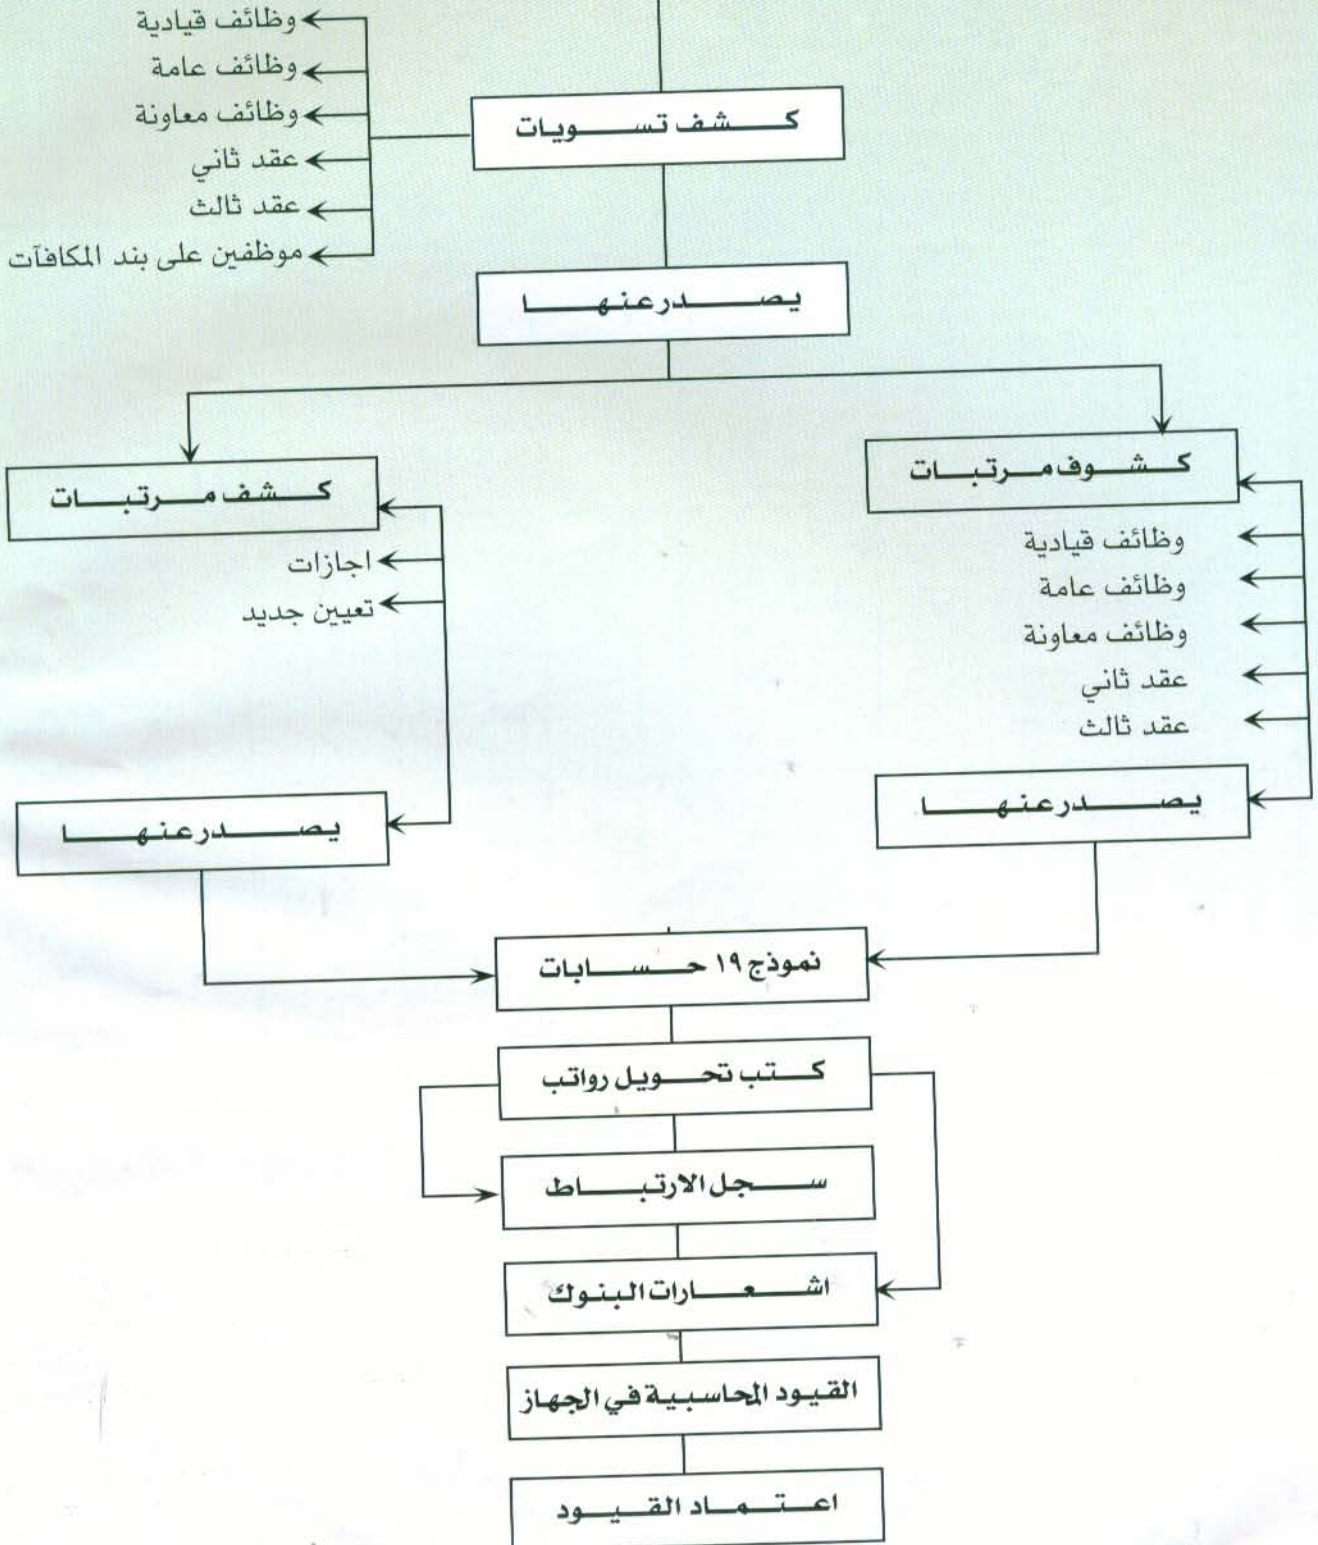 وظائف قيادية
وظائف عامة
وظائف معاونة
عقد ثاني
عقد ثالث
موظفين على بند المكافآت
كشف تسويات
يصدر عنها
كشوف مرتبات
وظائف قيادية
وظائف عامة
وظائف معاونة
عقد ثاني
عقد ثالث
يصدر عنها
كشف مرتبات
اجازات
تعيين جديد
يصدر عنها
نموذج ١٩ حسابات
كتب تحويل رواتب
سجل الارتباط
اشعارات البنوك
القيود المحاسبية في الجهاز
اعتماد القيود